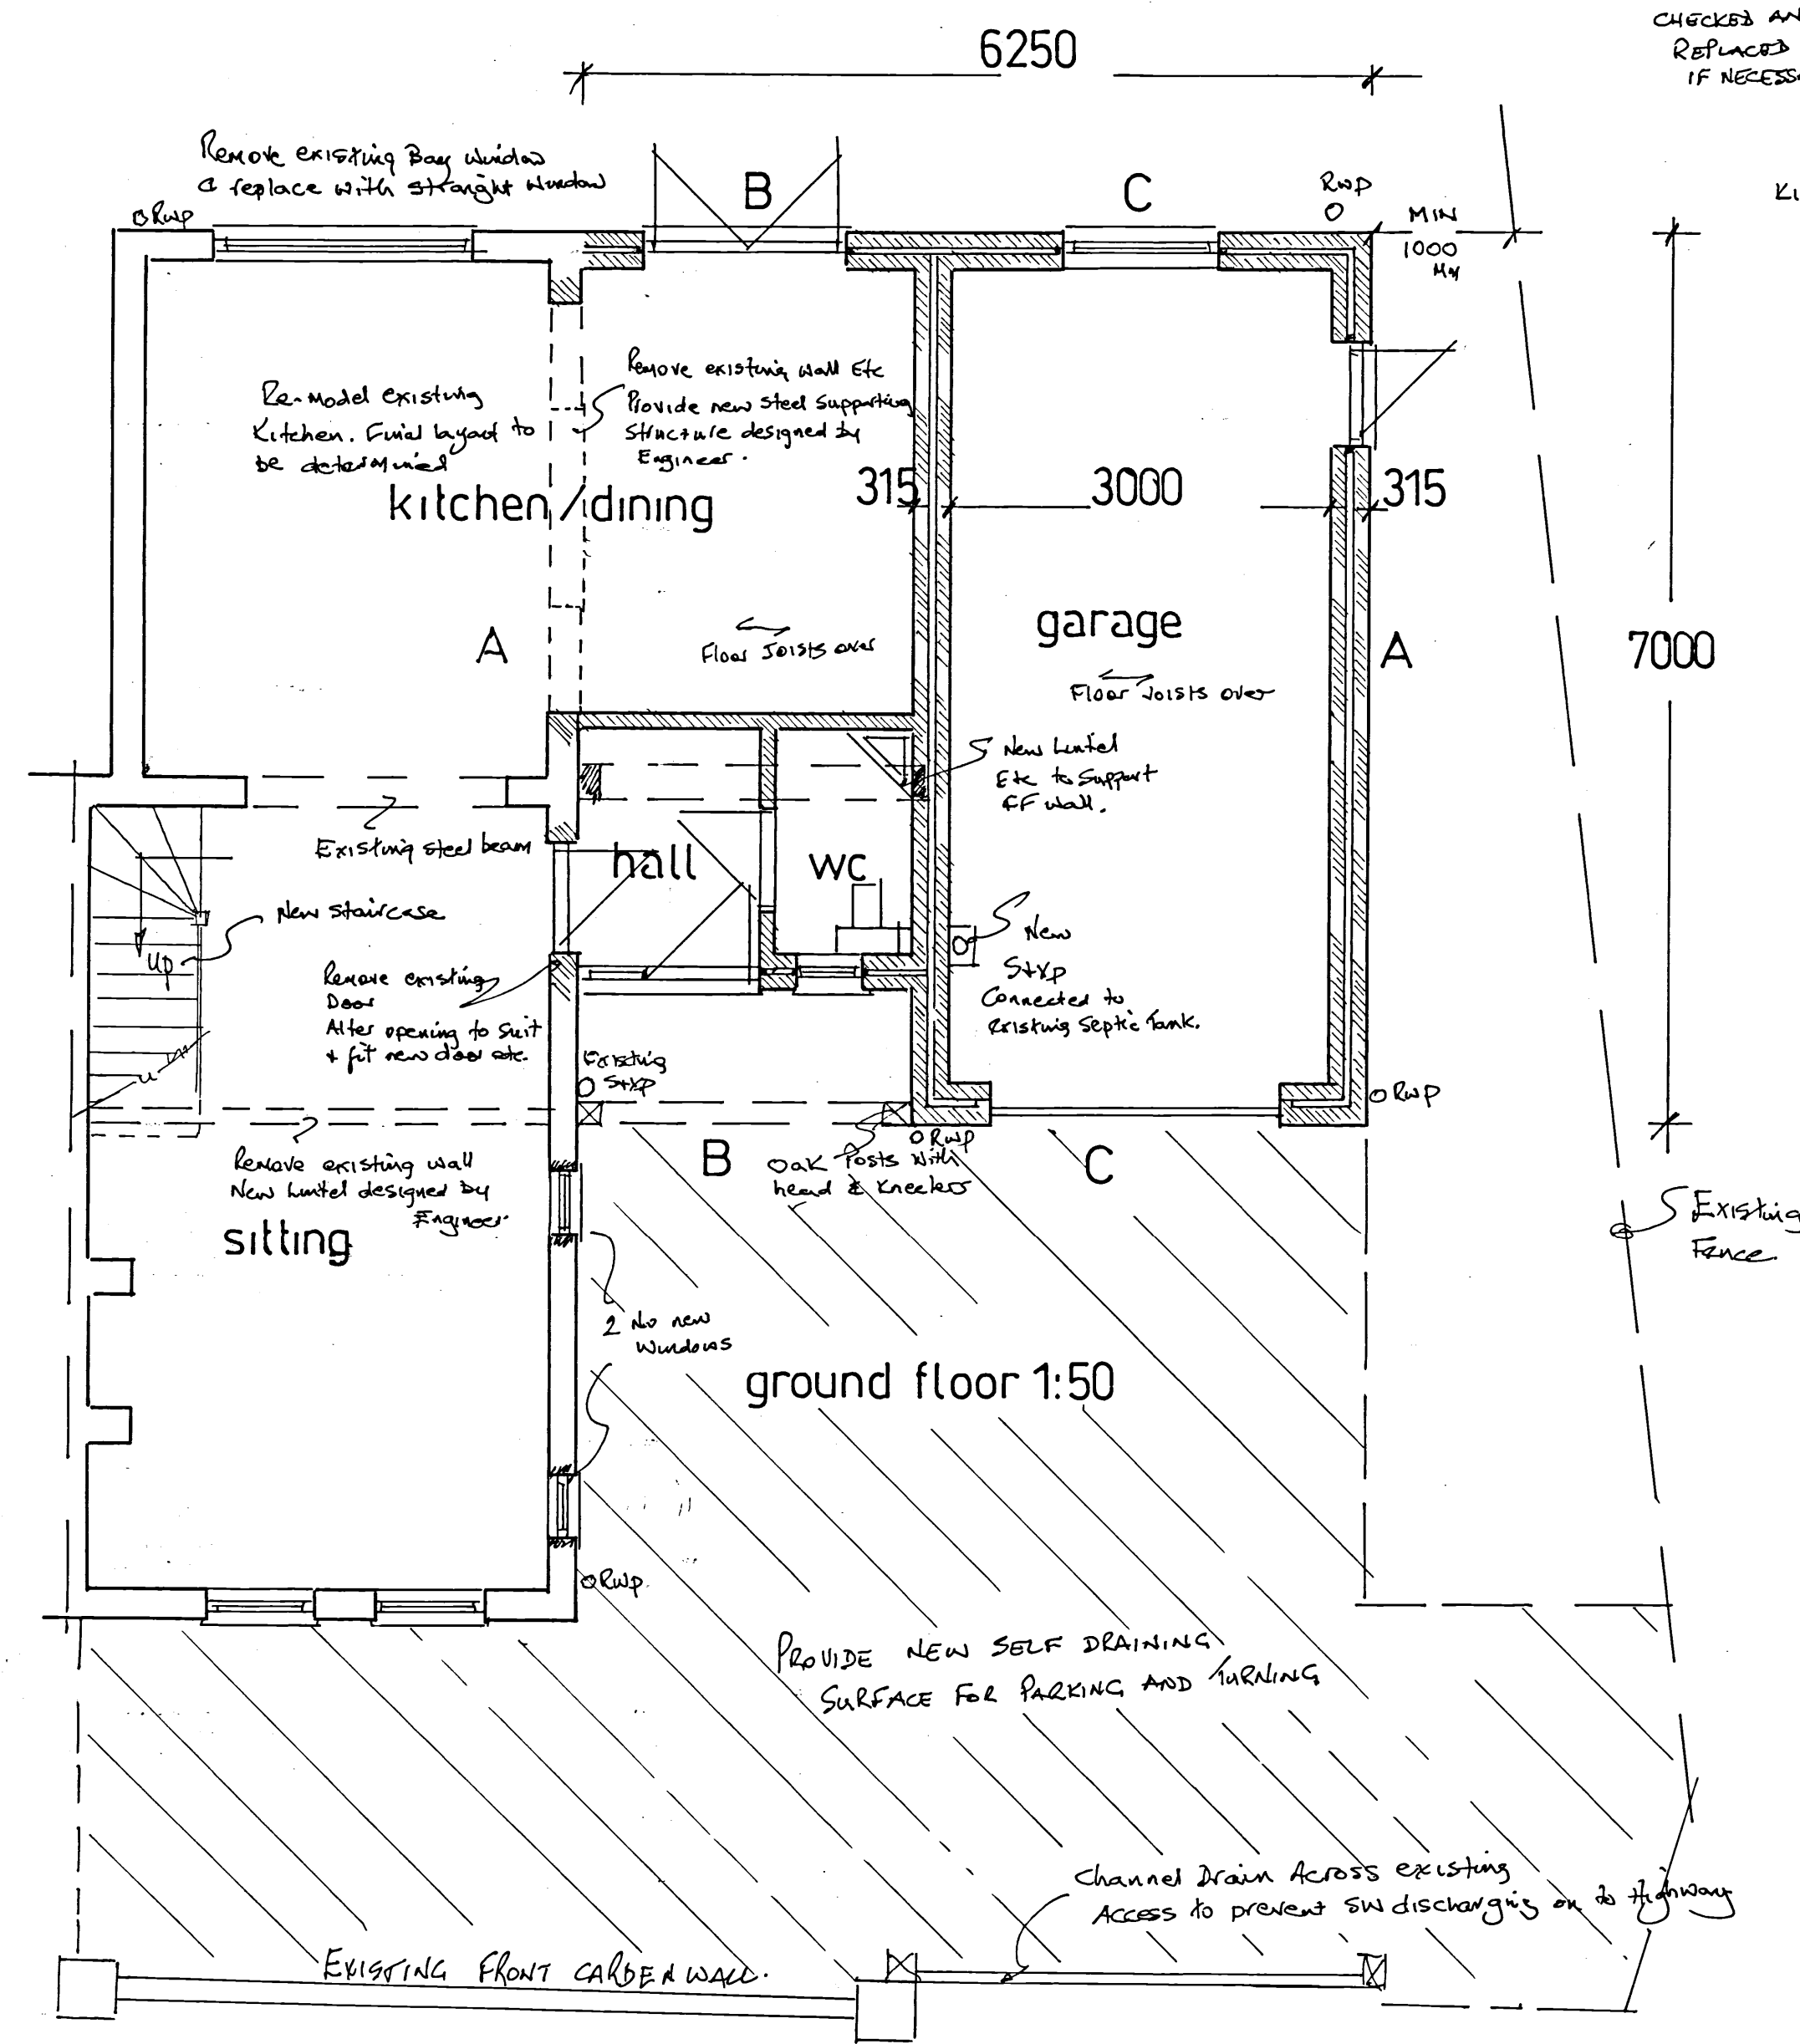 CHECKED AN
REPLACED
IF NECESS
6250
Remove existing Bay Window
& replace with straight Window
B
C
RWP
RWP
MIN
1000
KI
Re-Model existing
Kitchen. Final layout to
be determined
Remove existing wall Etc
Provide new steel supporting
Structure designed by
Engineer.
kitchen/dining
315
3000
315
A
Floor Joists over
garage
A
7000
Floor Joists over
New Lintel
Etc to Support
FF wall.
Existing steel beam
hall
wc
New staircase
up
Remove existing
Door
Alter opening to suit
+ fit new door etc.
New
S+VP
Connected to
existing Septic Tank.
Existing
S+VP
RWP
RWP
B
C
Oak Posts with
head & Kneelers
Remove existing wall
New Lintel designed by
Engineer
sitting
Existing
Fence.
2 No new
Windows
ground floor 1:50
RWP.
PROVIDE NEW SELF DRAINING
SURFACE FOR PARKING AND TURNING
Channel Drain Across existing
Access to prevent SW discharging on to Highway
EXISTING FRONT GARDEN WALL.